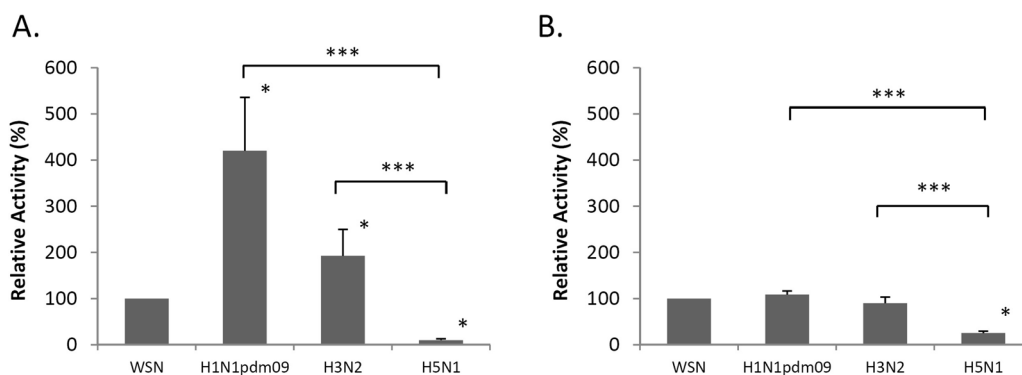 A.
Relative Activity (%)
600
500
400
300
200
100
0
***
*
***
*
*
WSN
H1N1pdm09
H3N2
H5N1
B.
Relative Activity (%)
600
500
400
300
200
100
0
***
***
*
WSN
H1N1pdm09
H3N2
H5N1